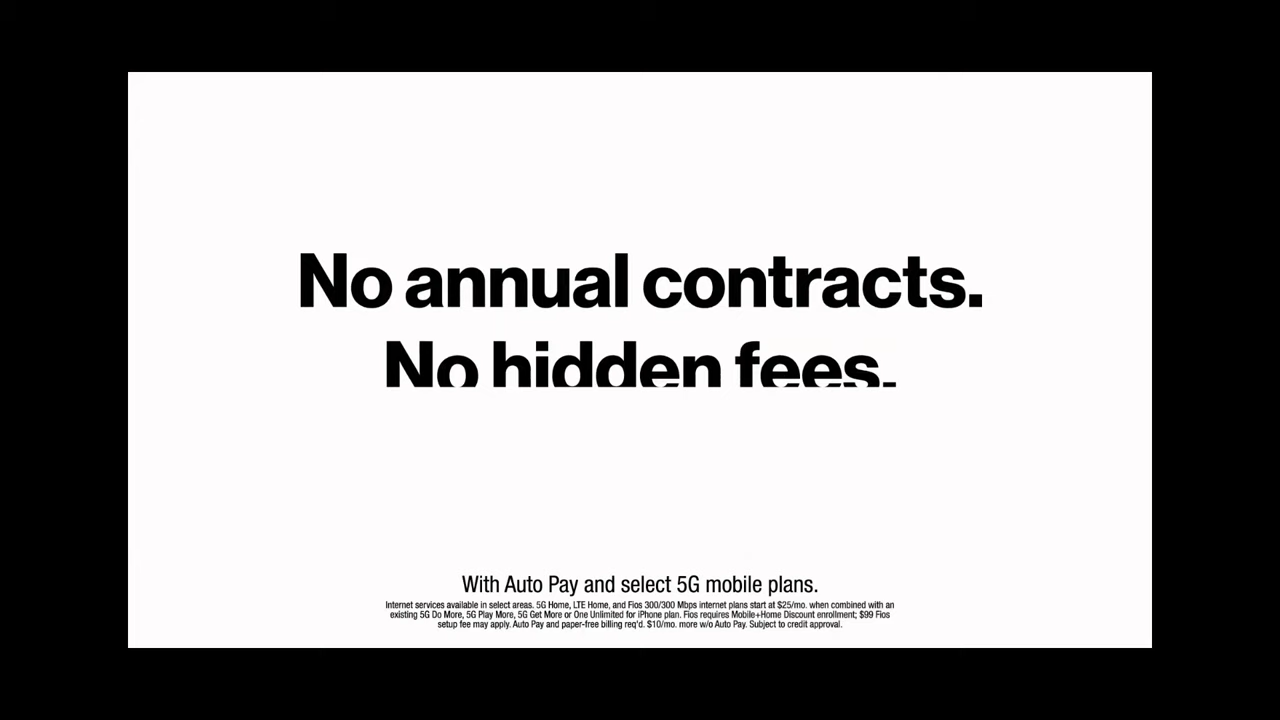 No annual contracts.
No hidden fees.
With Auto Pay and select 5G mobile plans.
Internet services available in select areas. 5G Home, LTE Home, and Fios 300/300 Mbps internet plans start at $25/mo. when combined with an
existing 5G Do More, 5G Play More, 5G Get More or One Unlimited for iPhone plan. Fios requires Mobile+Home Discount enrollment; $99 Fios
setup fee may apply. Auto Pay and paper-free billing req'd. $10/mo. more w/o Auto Pay. Subject to credit approval.